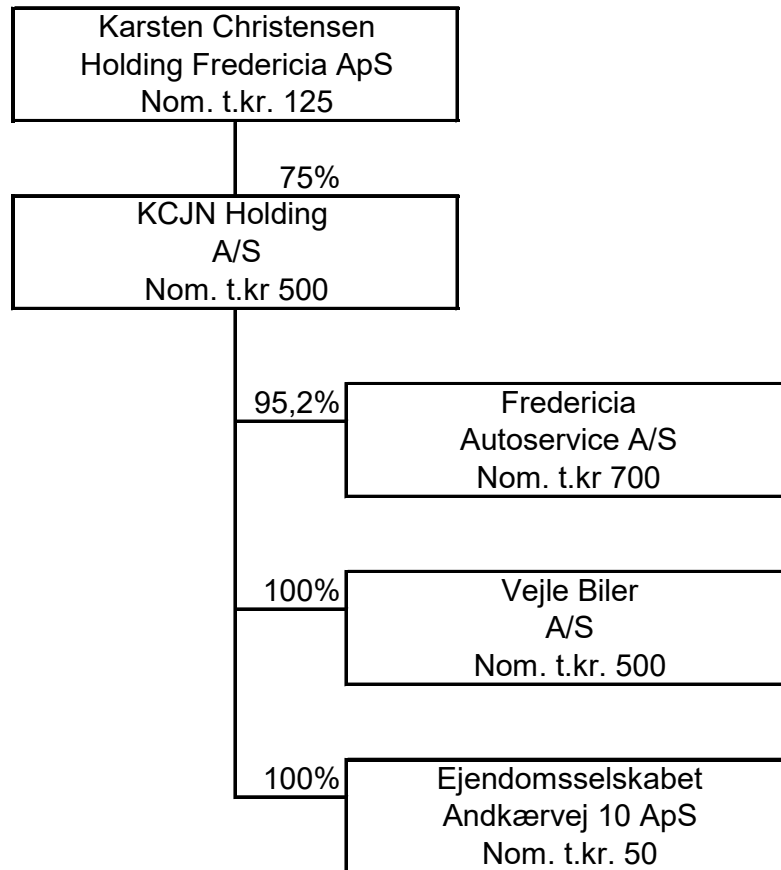 Karsten Christensen
Holding Fredericia ApS
Nom. t.kr. 125
75%
KCJN Holding
A/S
Nom. t.kr 500
95,2%
Fredericia
Autoservice A/S
Nom. t.kr 700
100%
Vejle Biler
A/S
Nom. t.kr. 500
100%
Ejendomsselskabet
Andkærvej 10 ApS
Nom. t.kr. 50